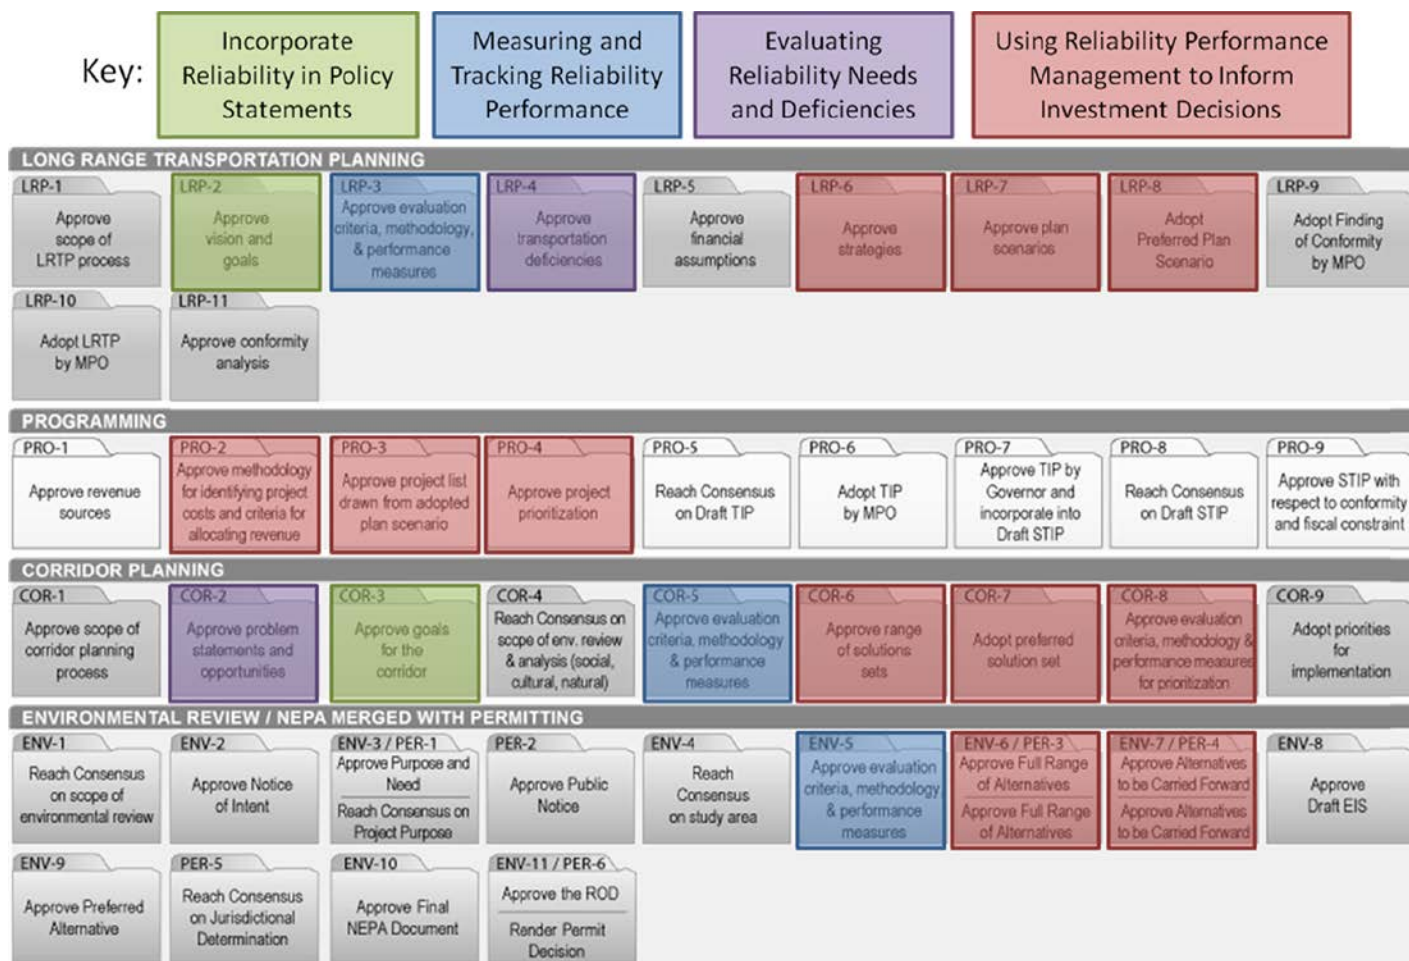 Key:
Incorporate
Reliability in Policy
Statements
Measuring and
Tracking Reliability
Performance
Evaluating
Reliability Needs
and Deficiencies
Using Reliability Performance
Management to Inform
Investment Decisions
LONG RANGE TRANSPORTATION PLANNING
LRP-1
Approve
scope of
LRTP process
LRP-2
Approve
vision and
goals
LRP-3
Approve evaluation
criteria, methodology,
& performance
measures
LRP-4
Approve
transportation
deficiencies
LRP-5
Approve
financial
assumptions
LRP-6
Approve
strategies
LRP-7
Approve plan
scenarios
LRP-8
Adopt
Preferred Plan
Scenario
LRP-9
Adopt Finding
of Conformity
by MPO
LRP-10
Adopt LRTP
by MPO
LRP-11
Approve conformity
analysis
PROGRAMMING
PRO-1
Approve revenue
sources
PRO-2
Approve methodology
for identifying project
costs and criteria for
allocating revenue
PRO-3
Approve project list
drawn from adopted
plan scenario
PRO-4
Approve project
prioritization
PRO-5
Reach Consensus
on Draft TIP
PRO-6
Adopt TIP
by MPO
PRO-7
Approve TIP by
Governor and
incorporate into
Draft STIP
PRO-8
Reach Consensus
on Draft STIP
PRO-9
Approve STIP with
respect to conformity
and fiscal constraint
CORRIDOR PLANNING
COR-1
Approve scope of
corridor planning
process
COR-2
Approve problem
statements and
opportunities
COR-3
Approve goals
for the
corridor
COR-4
Reach Consensus on
scope of env. review
& analysis (social,
cultural, natural)
COR-5
Approve evaluation
criteria, methodology
& performance
measures
COR-6
Approve range
of solutions
sets
COR-7
Adopt preferred
solution set
COR-8
Approve evaluation
criteria, methodology &
performance measures
for prioritization
COR-9
Adopt priorities
for
implementation
ENVIRONMENTAL REVIEW / NEPA MERGED WITH PERMITTING
ENV-1
Reach Consensus
on scope of
environmental review
ENV-2
Approve Notice
of Intent
ENV-3 / PER-1
Approve Purpose and
Need
Reach Consensus on
Project Purpose
PER-2
Approve Public
Notice
ENV-4
Reach
Consensus
on study area
ENV-5
Approve evaluation
criteria, methodology
& performance
measures
ENV-6 / PER-3
Approve Full Range
of Alternatives
Approve Full Range
of Alternatives
ENV-7 / PER-4
Approve Alternatives
to be Carried Forward
Approve Alternatives
to be Carried Forward
ENV-8
Approve
Draft EIS
ENV-9
Approve Preferred
Alternative
PER-5
Reach Consensus
on Jurisdictional
Determination
ENV-10
Approve Final
NEPA Document
ENV-11 / PER-6
Approve the ROD
Render Permit
Decision